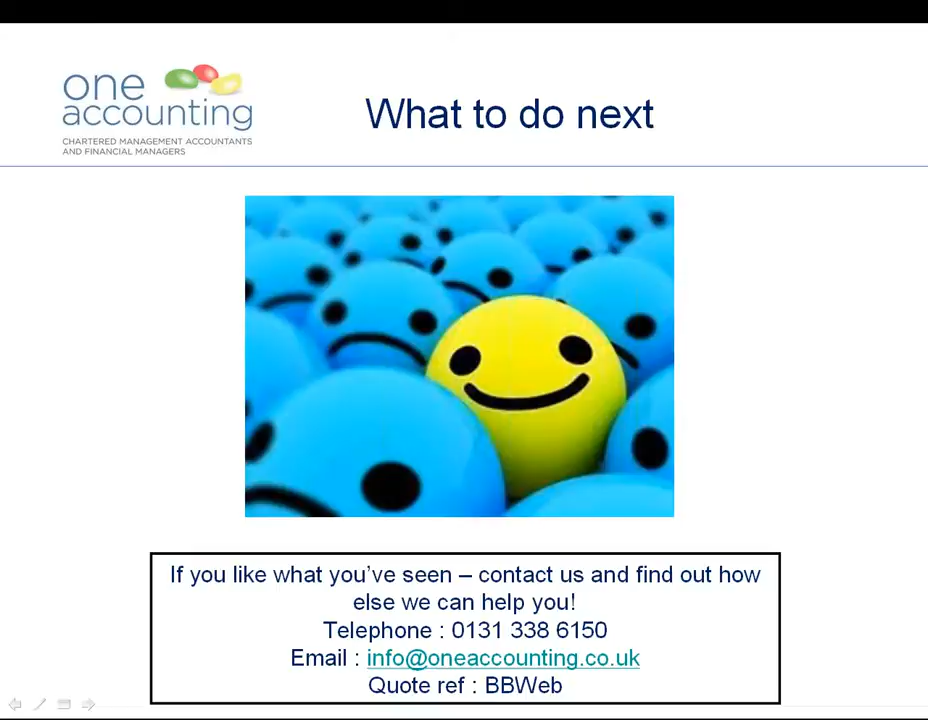 one
accounting
CHARTERED MANAGEMENT ACCOUNTANTS
AND FINANCIAL MANAGERS
What to do next
If you like what you’ve seen – contact us and find out how
else we can help you!
Telephone : 0131 338 6150
Email : info@oneaccounting.co.uk
Quote ref : BBWeb